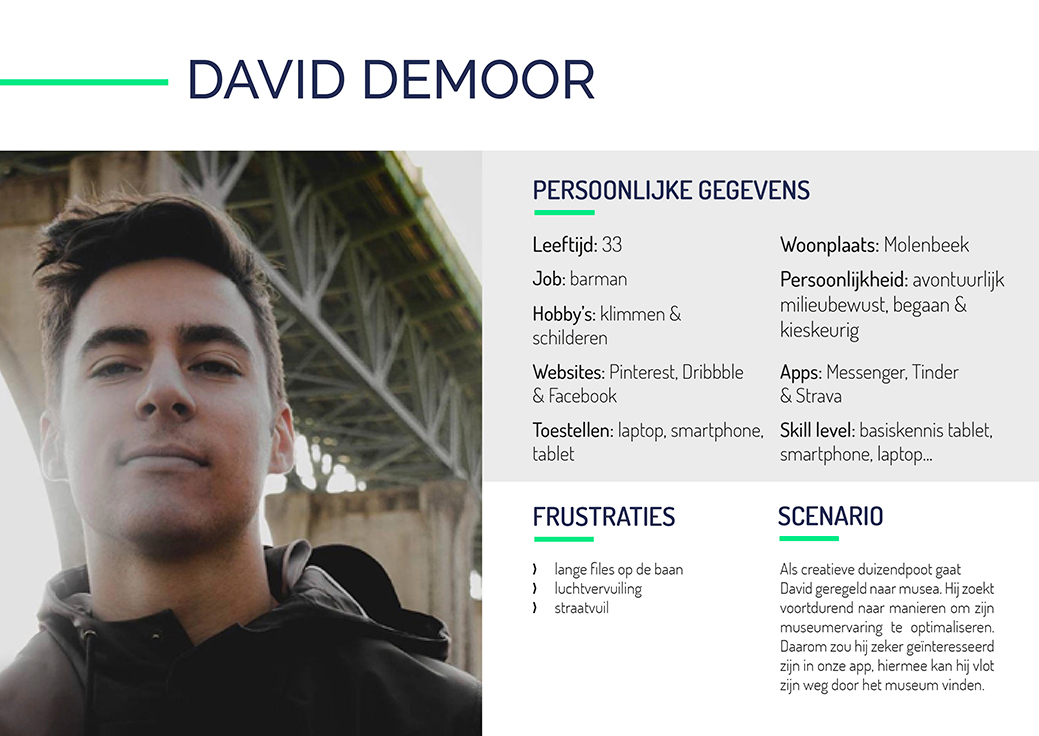 DAVID DEMOOR
PERSOONLIJKE GEGEVENS
Leeftijd: 33
Job: barman
Hobby's: klimmen &
schilderen
Websites: Pinterest, Dribbble
& Facebook
Toestellen: laptop, smartphone,
tablet
Woonplaats: Molenbeek
Persoonlijkheid: avontuurlijk
milieubewust, begaan &
kieskeurig
Apps: Messenger, Tinder
& Strava
Skill level: basiskennis tablet,
smartphone, laptop...
FRUSTRATIES
⟩ lange files op de baan
⟩ luchtvervuiling
⟩ straatvuil
SCENARIO
Als creatieve duizendpoot gaat
David geregeld naar musea. Hij zoekt
voortdurend naar manieren om zijn
museumervaring te optimaliseren.
Daarom zou hij zeker geïnteresseerd
zijn in onze app, hiermee kan hij vlot
zijn weg door het museum vinden.